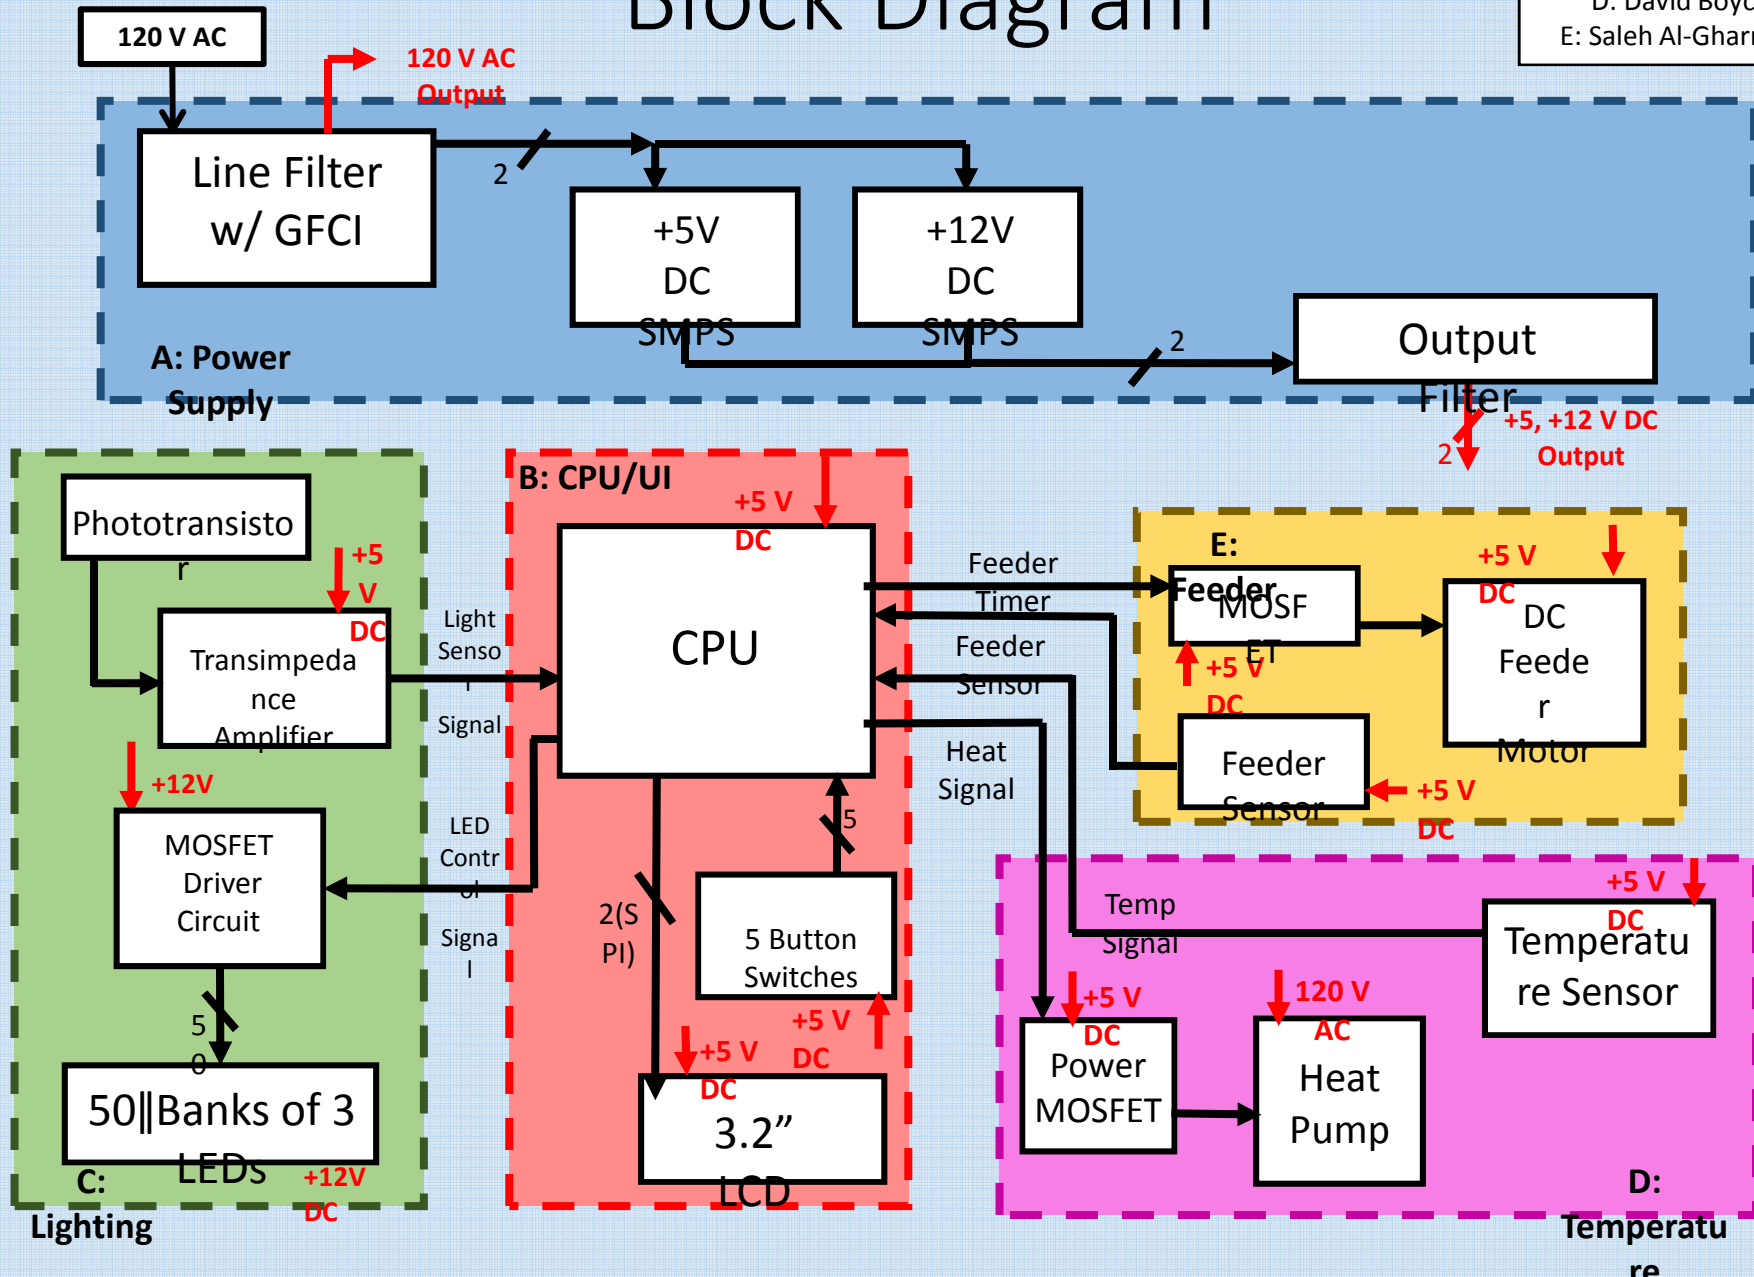 Block Diagram
D: David Boyc
E: Saleh Al-Gharr
120 V AC
120 V AC
Output
Line Filter
w/ GFCI
2
+5V
DC
SMPS
+12V
DC
SMPS
2
Output
Filter
A: Power
Supply
+5, +12 V DC
Output
2
Phototransisto
r
+5
V
DC
Transimpeda
nce
Amplifier
+12V
MOSFET
Driver
Circuit
5
0
50||Banks of 3
LEDs
+12V
DC
C:
Lighting
Light
Senso
r
Signal
LED
Contr
ol
Signa
l
B: CPU/UI
+5 V
DC
CPU
5
2(S
PI)
5 Button
Switches
+5 V
DC
+5 V
DC
3.2”
LCD
Feeder
Timer
Feeder
Sensor
Heat
Signal
E:
Feeder
MOSF
ET
+5 V
DC
+5 V
DC
DC
Feede
r
Motor
Feeder
Sensor
+5 V
DC
Temp
Signal
+5 V
DC
Temperatu
re Sensor
+5 V
DC
Power
MOSFET
120 V
AC
Heat
Pump
D:
Temperatu
re